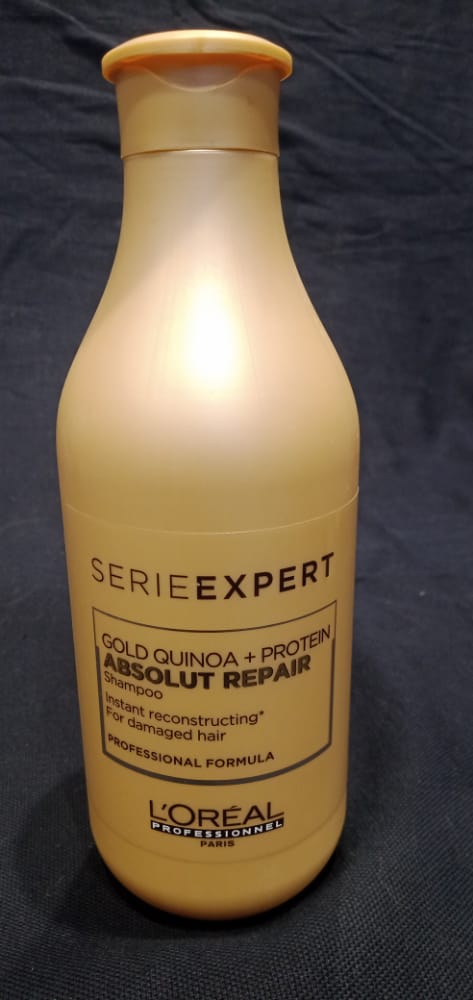 SERIEEXPERT
GOLD QUINOA + PROTEIN
ABSOLUT REPAIR
Shampoo
Instant reconstructing*
For damaged hair
PROFESSIONAL FORMULA
L'ORÉAL
PROFESSIONNEL
PARIS